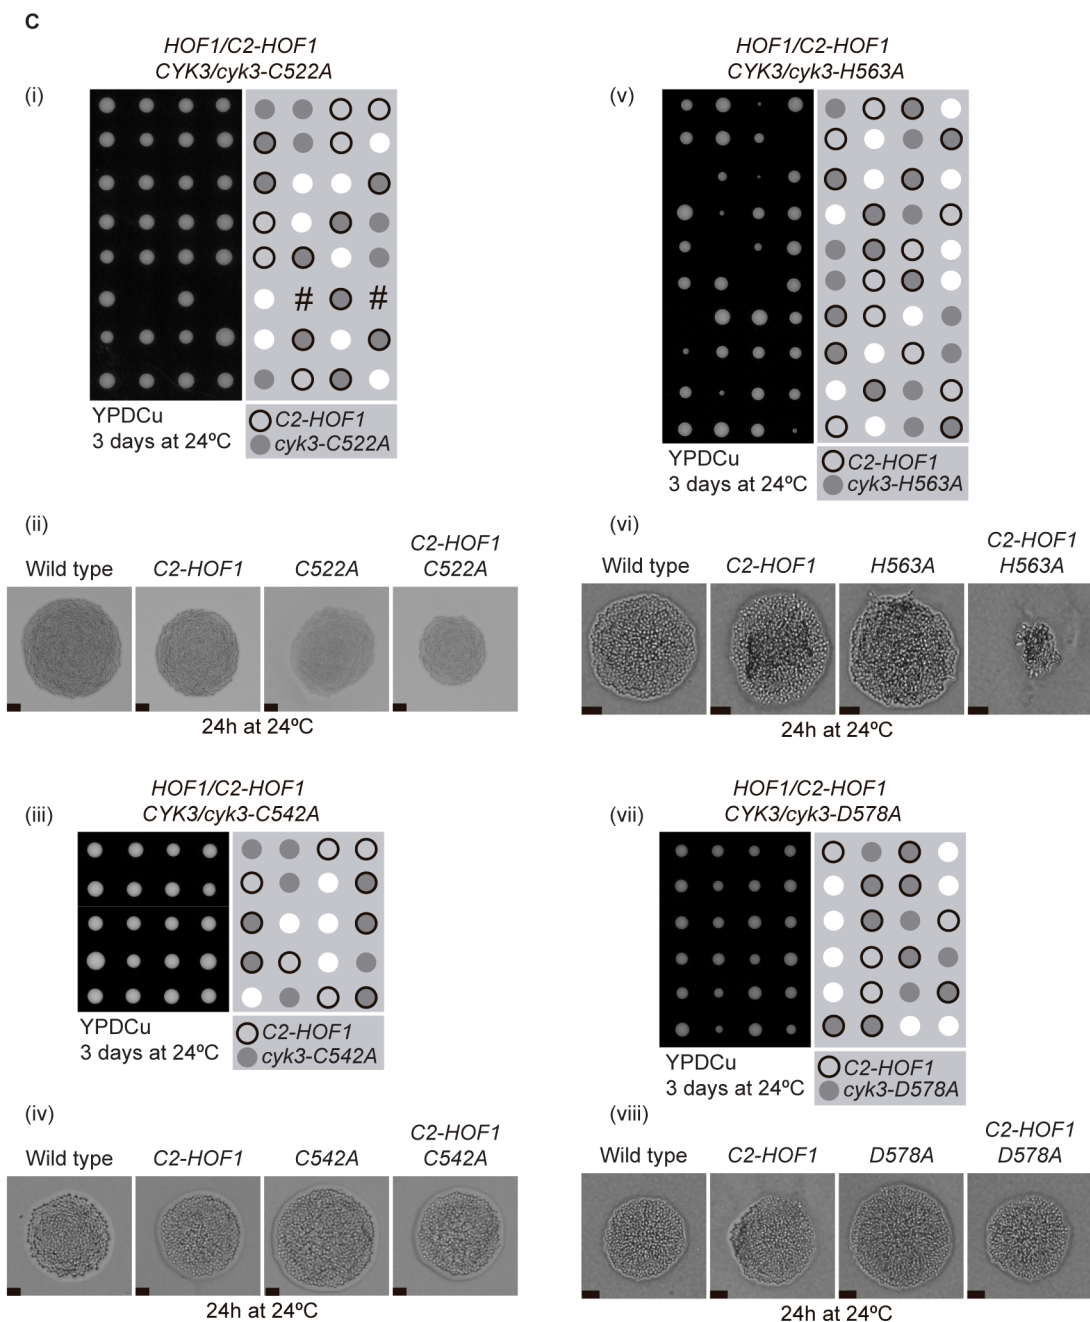 C
HOF1/C2-HOF1
CYK3/cyk3-C522A
(i)
# #
YPDCu
3 days at 24ºC
C2-HOF1
cyk3-C522A
(ii)
Wild type
C2-HOF1
C522A
C2-HOF1
C522A
24h at 24ºC
HOF1/C2-HOF1
CYK3/cyk3-C542A
(iii)
YPDCu
3 days at 24ºC
C2-HOF1
cyk3-C542A
(iv)
Wild type
C2-HOF1
C542A
C2-HOF1
C542A
24h at 24ºC
HOF1/C2-HOF1
CYK3/cyk3-H563A
(v)
YPDCu
3 days at 24ºC
C2-HOF1
cyk3-H563A
(vi)
Wild type
C2-HOF1
H563A
C2-HOF1
H563A
24h at 24ºC
HOF1/C2-HOF1
CYK3/cyk3-D578A
(vii)
YPDCu
3 days at 24ºC
C2-HOF1
cyk3-D578A
(viii)
Wild type
C2-HOF1
D578A
C2-HOF1
D578A
24h at 24ºC